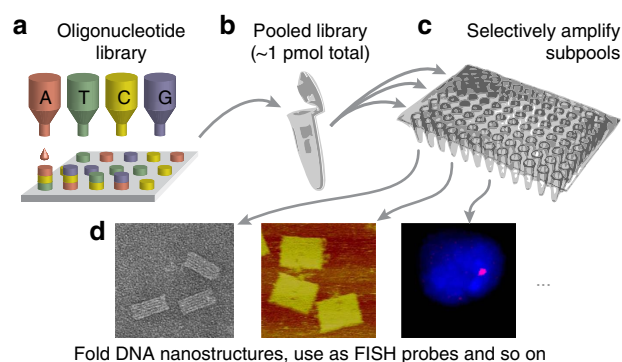 a
Oligonucleotide
library
A T C G
b
Pooled library
(~1 pmol total)
c
Selectively amplify
subpools
d
...
Fold DNA nanostructures, use as FISH probes and so on